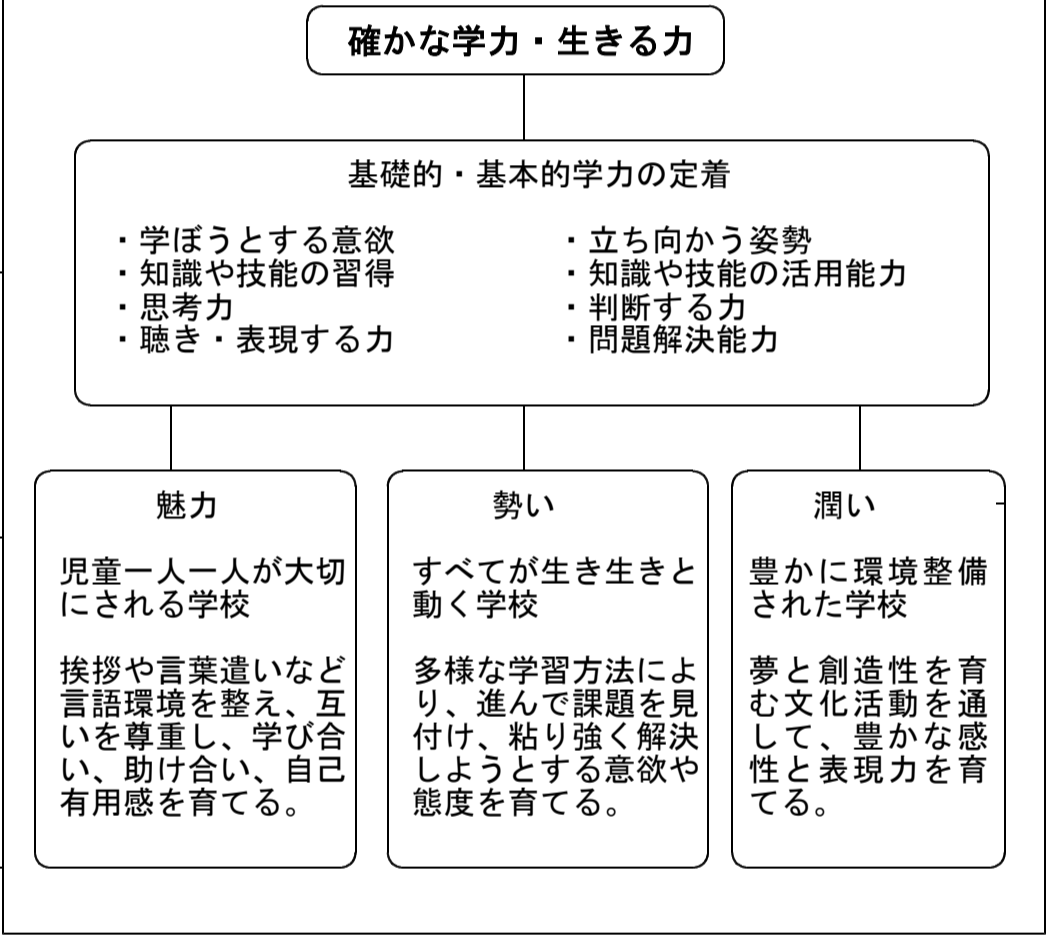 確かな学力・生きる力
基礎的・基本的学力の定着
・学ぼうとする意欲
・知識や技能の習得
・思考力
・聴き・表現する力
・立ち向かう姿勢
・知識や技能の活用能力
・判断する力
・問題解決能力
魅力
児童一人一人が大切
にされる学校
挨拶や言葉遣いなど
言語環境を整え、互
いを尊重し、学び合
い、助け合い、自己
有用感を育てる。
勢い
すべてが生き生きと
動く学校
多様な学習方法によ
り、進んで課題を見
付け、粘り強く解決
しようとする意欲や
態度を育てる。
潤い
豊かに環境整備
された学校
夢と創造性を育
む文化活動を通
して、豊かな感
性と表現力を育
てる。